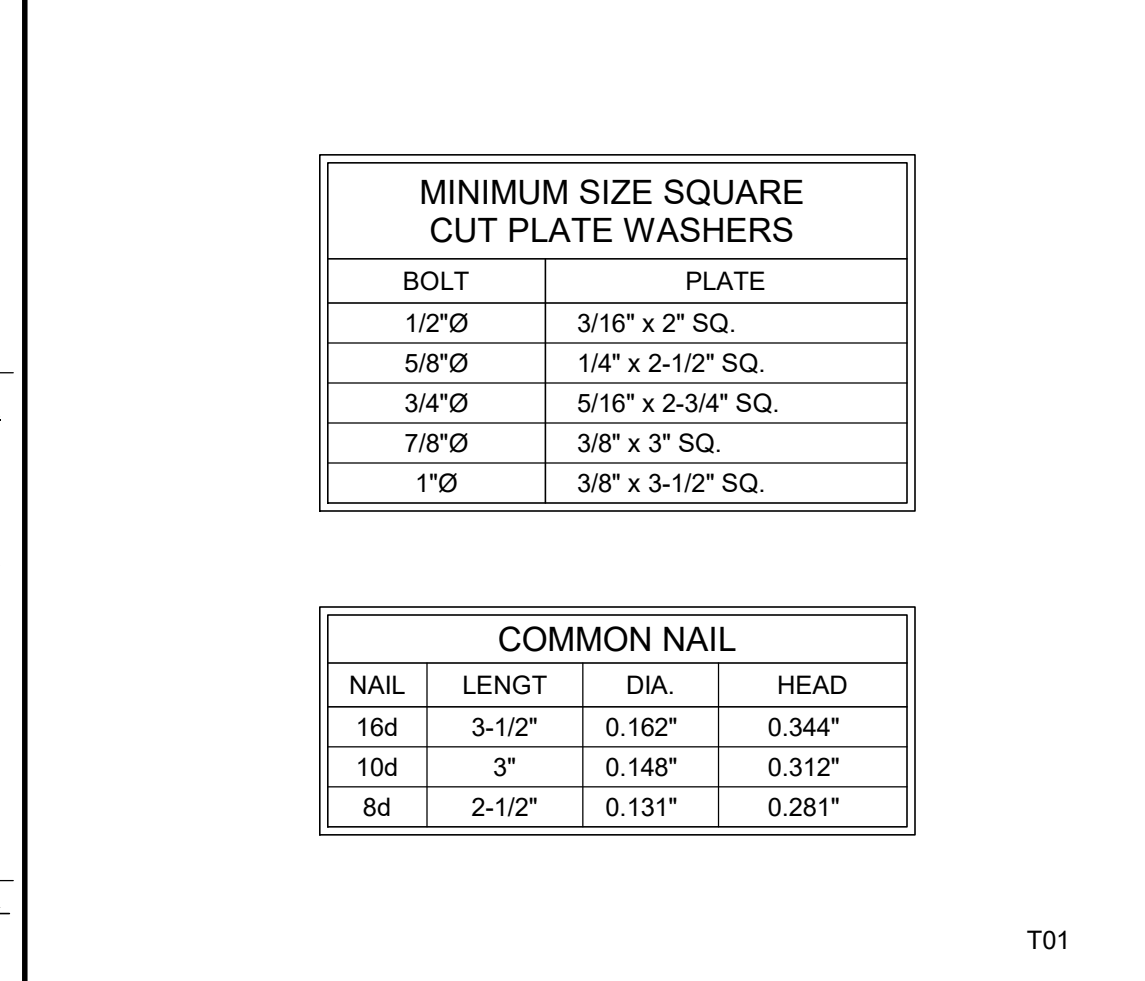 MINIMUM SIZE SQUARE
CUT PLATE WASHERS
BOLT PLATE
1/2"Ø 3/16" x 2" SQ.
5/8"Ø 1/4" x 2-1/2" SQ.
3/4"Ø 5/16" x 2-3/4" SQ.
7/8"Ø 3/8" x 3" SQ.
1"Ø 3/8" x 3-1/2" SQ.
COMMON NAIL
NAIL LENGT DIA. HEAD
16d 3-1/2" 0.162" 0.344"
10d 3" 0.148" 0.312"
8d 2-1/2" 0.131" 0.281"
T01